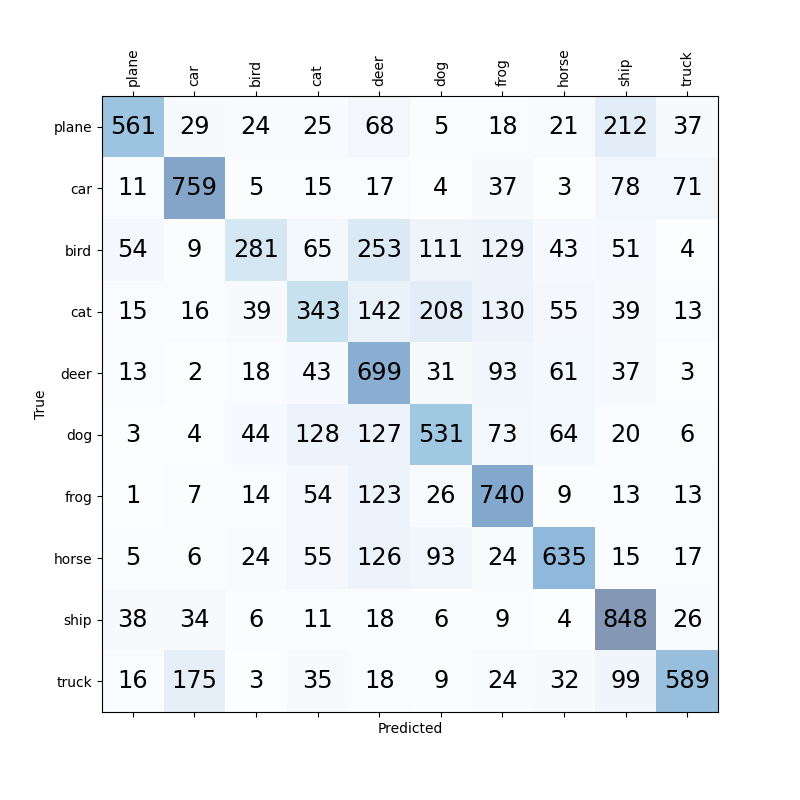 plane car bird cat deer dog frog horse ship truck
plane 561 29 24 25 68 5 18 21 212 37
car 11 759 5 15 17 4 37 3 78 71
bird 54 9 281 65 253 111 129 43 51 4
cat 15 16 39 343 142 208 130 55 39 13
deer 13 2 18 43 699 31 93 61 37 3
True
dog 3 4 44 128 127 531 73 64 20 6
frog 1 7 14 54 123 26 740 9 13 13
horse 5 6 24 55 126 93 24 635 15 17
ship 38 34 6 11 18 6 9 4 848 26
truck 16 175 3 35 18 9 24 32 99 589
Predicted